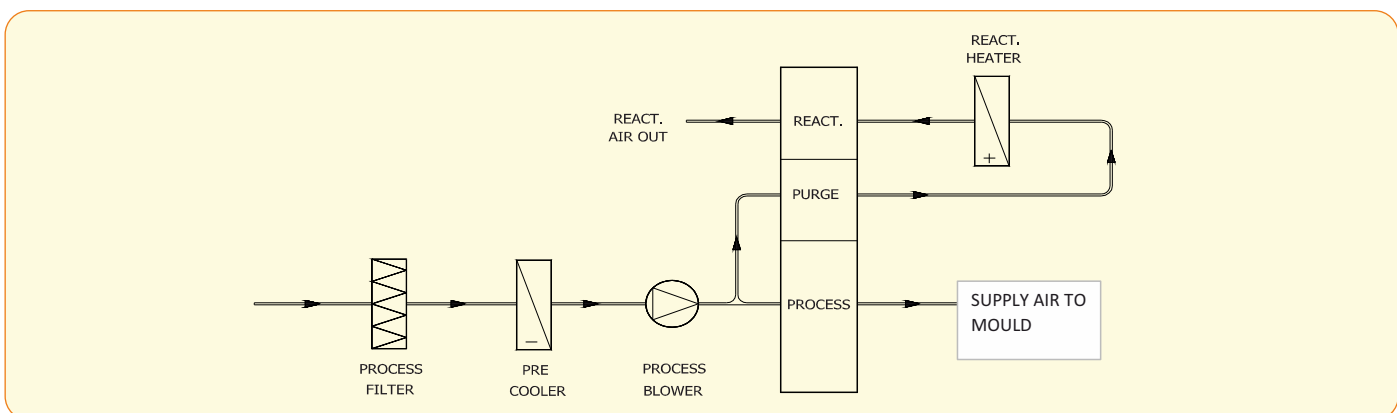 REACT.
HEATER
REACT.
AIR OUT
REACT.
+
PURGE
PROCESS
SUPPLY AIR TO
MOULD
−
PROCESS
FILTER
PRE
COOLER
PROCESS
BLOWER